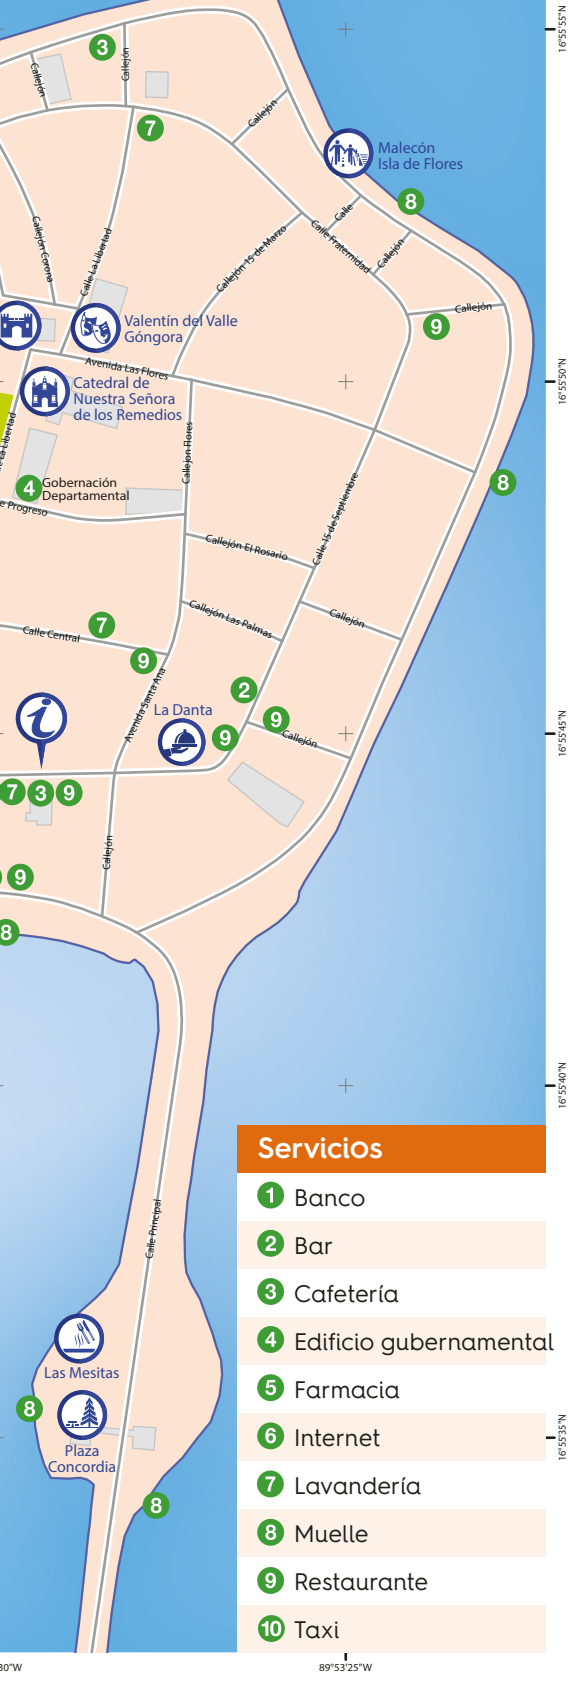 16°55'55"N
3
Callejón
Callejón
7
Callejón
Malecón
Isla de Flores
8
Calle
Calle Fraternidad
Callejón
Callejón Corona
Calle La Libertad
Callejón 15 de Marzo
Callejón
9
Valentín del Valle
Góngora
Avenida Las Flores
16°55'50"N
Catedral de
Nuestra Señora
de los Remedios
Callejon Flores
4
Gobernación
Departamental
8
Progreso
Calle 15 de Septiembre
Callejón El Rosario
Callejón Las Palmas
Callejón
7
Calle Central
9
Avenida Santa Ana
2
La Danta
9
9
Callejón
16°55'45"N
i
7
3
9
Callejón
9
8
16°55'40"N
Calle Principal
Las Mesitas
8
Plaza
Concordia
8
16°55'35"N
Servicios
1 Banco
2 Bar
3 Cafetería
4 Edificio gubernamental
5 Farmacia
6 Internet
7 Lavandería
8 Muelle
9 Restaurante
10 Taxi
30"W
89°53'25"W